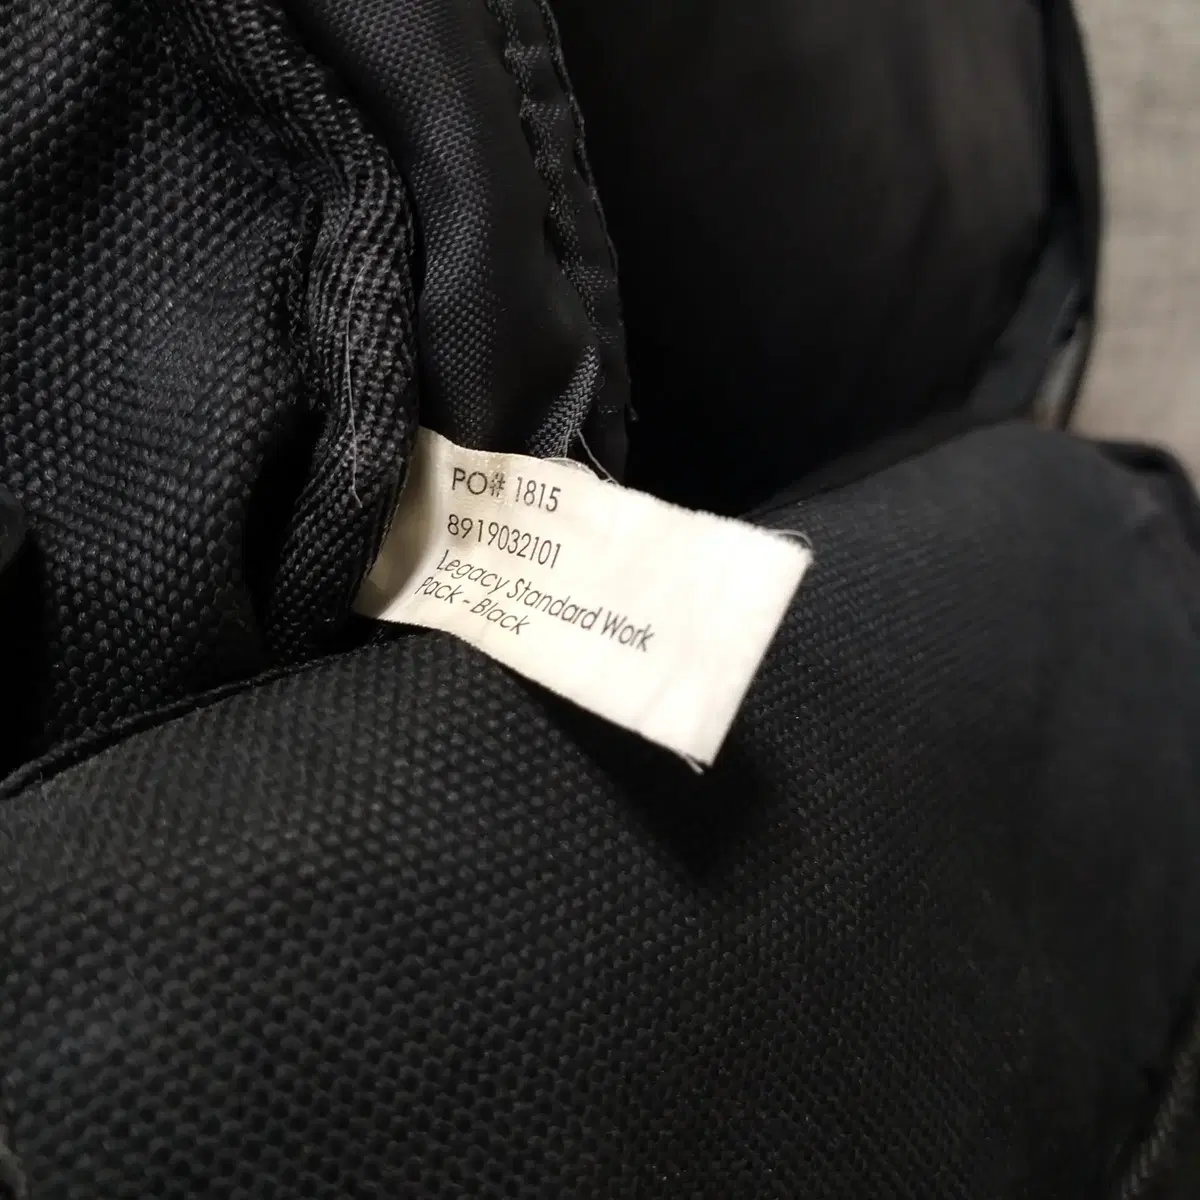 PO# 1815
8919032101
Legacy Standard Work
Pack - Black